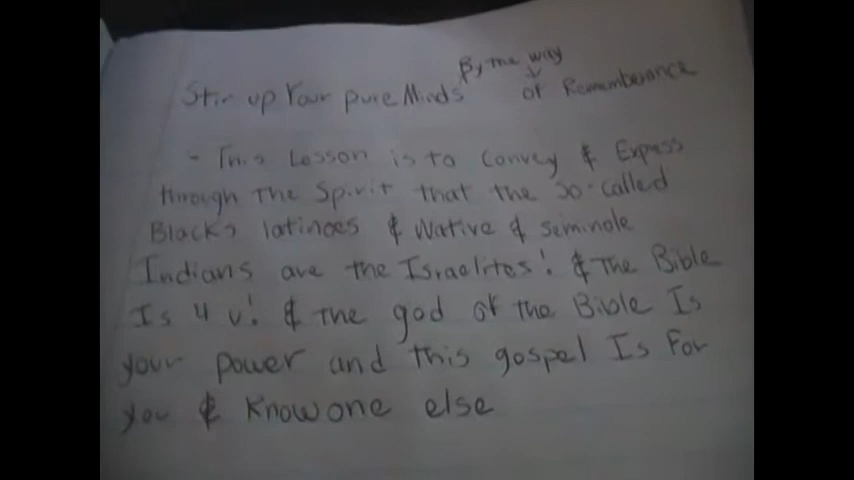 Stir up Your pure Minds By the way of Rememberance
- This Lesson is to Convey & Express
through The Spirit that the so-called
Blacks latinoes & Native & Seminole
Indians are the Israelites! & The Bible
Is 4 U! & The god of the Bible Is
your power and this gospel Is For
you & Knowone else